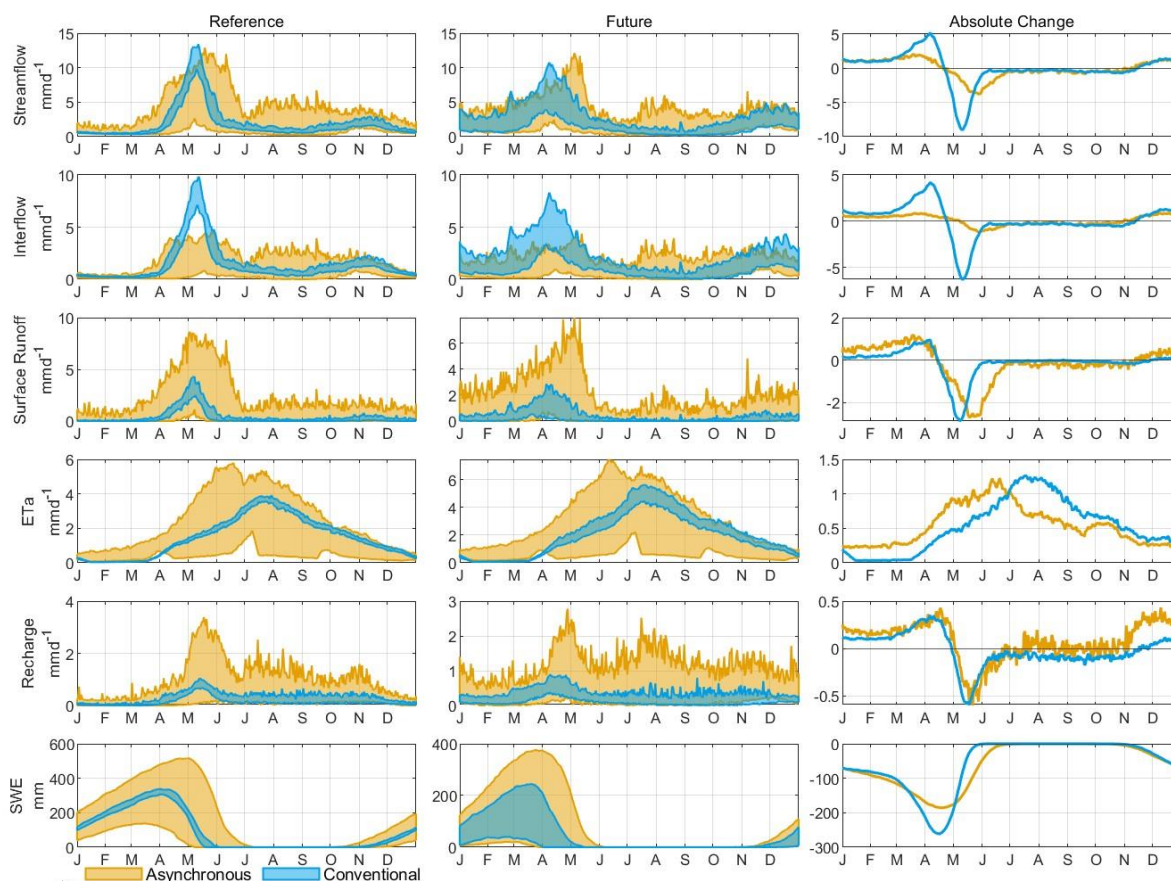 Reference Future Absolute Change
Streamflow
mmd-1
15
10
5
0
J F M A M J J A S O N D
15
10
5
0
J F M A M J J A S O N D
5
0
-5
-10
J F M A M J J A S O N D
Interflow
mmd-1
10
5
0
J F M A M J J A S O N D
10
5
0
J F M A M J J A S O N D
5
0
-5
J F M A M J J A S O N D
Surface Runoff
mmd-1
10
5
0
J F M A M J J A S O N D
6
4
2
0
J F M A M J J A S O N D
2
0
-2
J F M A M J J A S O N D
ETa
mmd-1
6
4
2
0
J F M A M J J A S O N D
6
4
2
0
J F M A M J J A S O N D
1.5
1
0.5
0
J F M A M J J A S O N D
Recharge
mmd-1
4
2
0
J F M A M J J A S O N D
3
2
1
0
J F M A M J J A S O N D
0.5
0
-0.5
J F M A M J J A S O N D
SWE
mm
600
400
200
0
J F M A M J J A S O N D
400
200
0
J F M A M J J A S O N D
0
-100
-200
-300
J F M A M J J A S O N D
Asynchronous Conventional